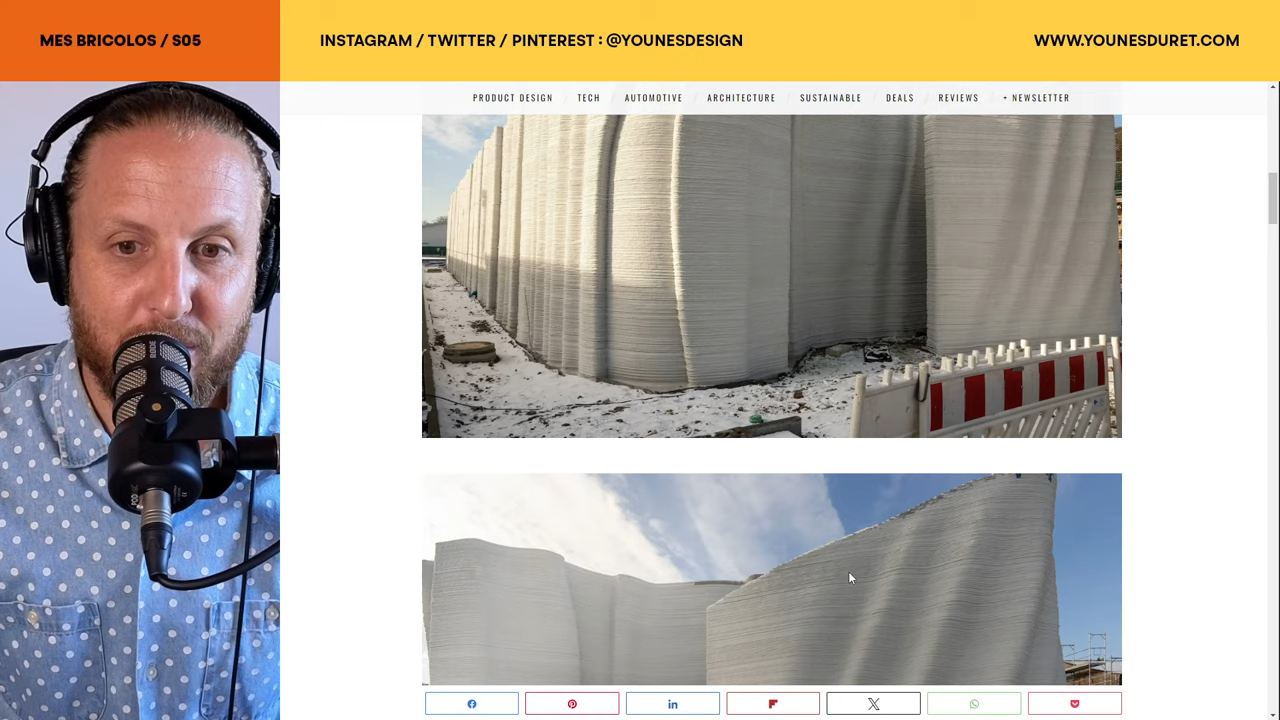 MES BRICOLOS / S05
INSTAGRAM / TWITTER / PINTEREST : @YOUNESDESIGN
WWW.YOUNESDURET.COM
PRODUCT DESIGN / TECH / AUTOMOTIVE / ARCHITECTURE / SUSTAINABLE / DEALS / REVIEWS / + NEWSLETTER
RODE